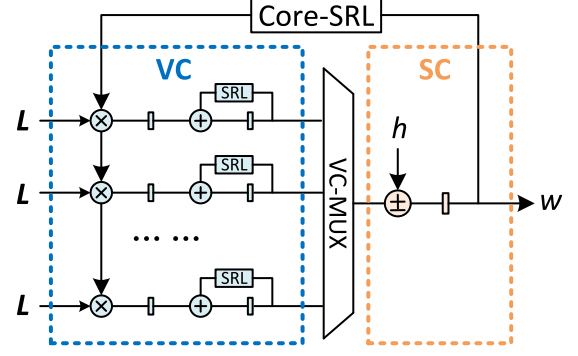 Core-SRL
VC
SC
SRL
L
×
+
h
SRL
L
×
+
VC-MUX
±
w
... ...
SRL
L
×
+